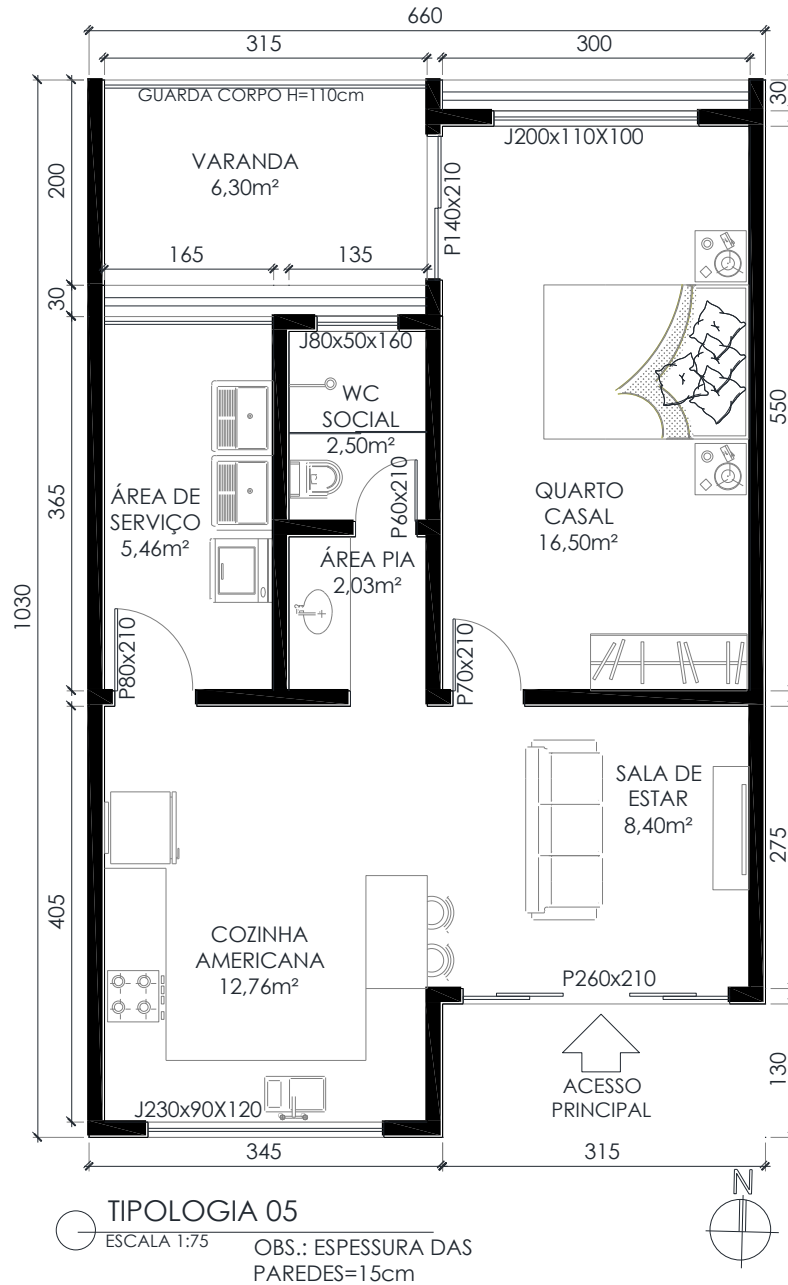 660
315
300
GUARDA CORPO H=110cm
30
J200x110X100
VARANDA
6,30m²
200
P140x210
165
135
30
J80x50x160
WC
SOCIAL
2,50m²
550
365
ÁREA DE
SERVIÇO
5,46m²
P60x210
QUARTO
CASAL
16,50m²
ÁREA PIA
2,03m²
1030
P80x210
P70x210
SALA DE
ESTAR
8,40m²
275
405
COZINHA
AMERICANA
12,76m²
P260x210
130
ACESSO
PRINCIPAL
J230x90X120
345
315
N
TIPOLOGIA 05
ESCALA 1:75
OBS.: ESPESSURA DAS
PAREDES=15cm